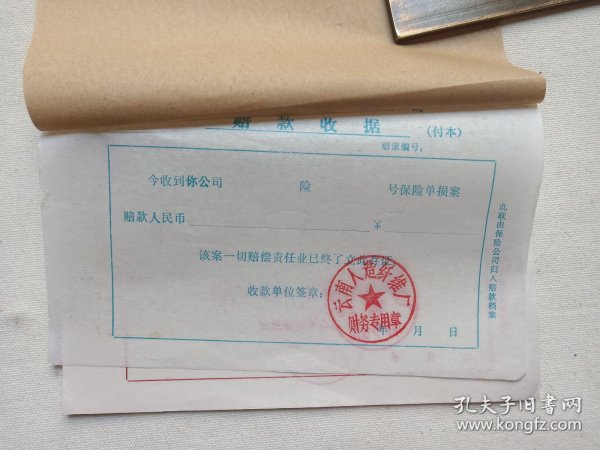 赔款收据 (付本)
赔案编号:
今收到你公司 险 号保险单损案
赔款人民币
该案一切赔偿责任业已终了立此存证
收款单位签章:
年 月 日
云南人造纤维厂
财务专用章
此联由保险公司归入赔款档案
孔夫子旧书网
www.kongfz.com